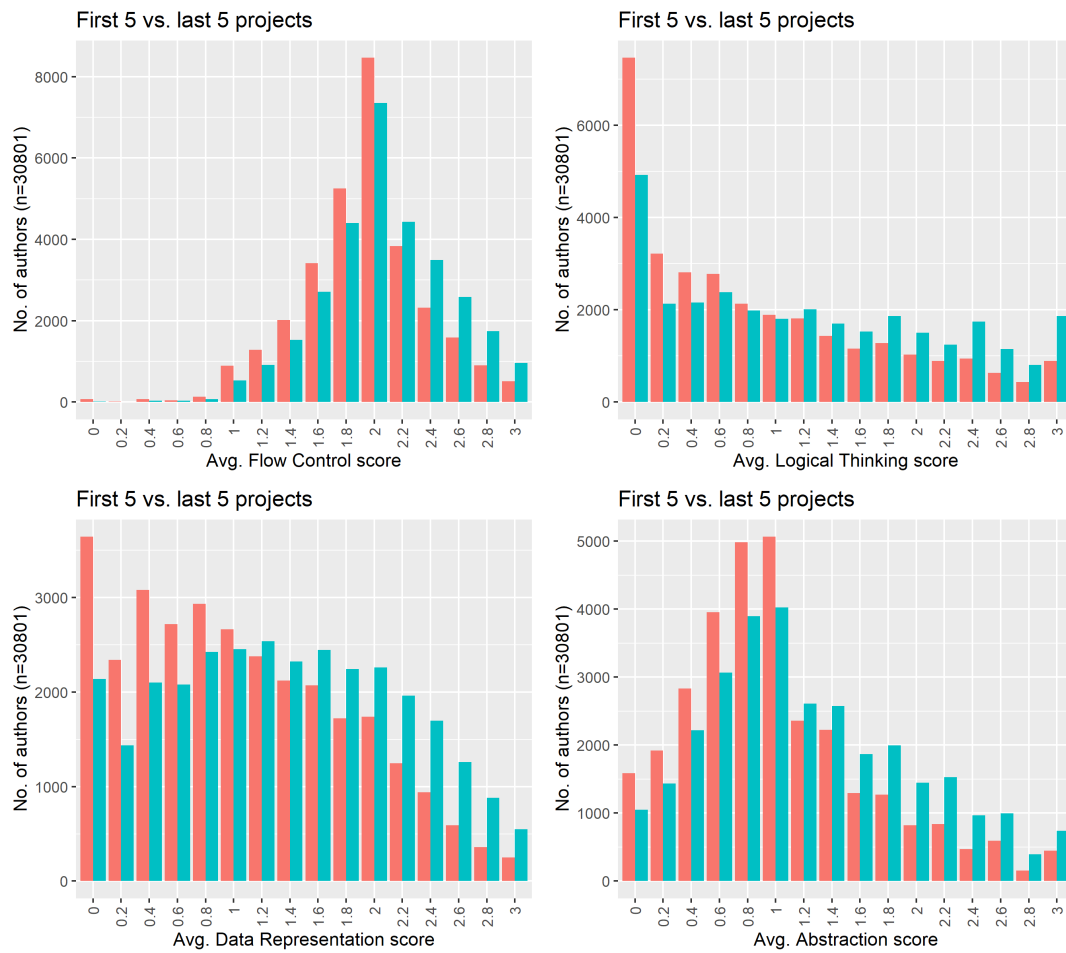 First 5 vs. last 5 projects
No. of authors (n=30801)
8000
6000
4000
2000
0
0 0.2 0.4 0.6 0.8 1 1.2 1.4 1.6 1.8 2 2.2 2.4 2.6 2.8 3
Avg. Flow Control score
First 5 vs. last 5 projects
No. of authors (n=30801)
6000
4000
2000
0
0 0.2 0.4 0.6 0.8 1 1.2 1.4 1.6 1.8 2 2.2 2.4 2.6 2.8 3
Avg. Logical Thinking score
First 5 vs. last 5 projects
No. of authors (n=30801)
3000
2000
1000
0
0 0.2 0.4 0.6 0.8 1 1.2 1.4 1.6 1.8 2 2.2 2.4 2.6 2.8 3
Avg. Data Representation score
First 5 vs. last 5 projects
No. of authors (n=30801)
5000
4000
3000
2000
1000
0
0 0.2 0.4 0.6 0.8 1 1.2 1.4 1.6 1.8 2 2.2 2.4 2.6 2.8 3
Avg. Abstraction score